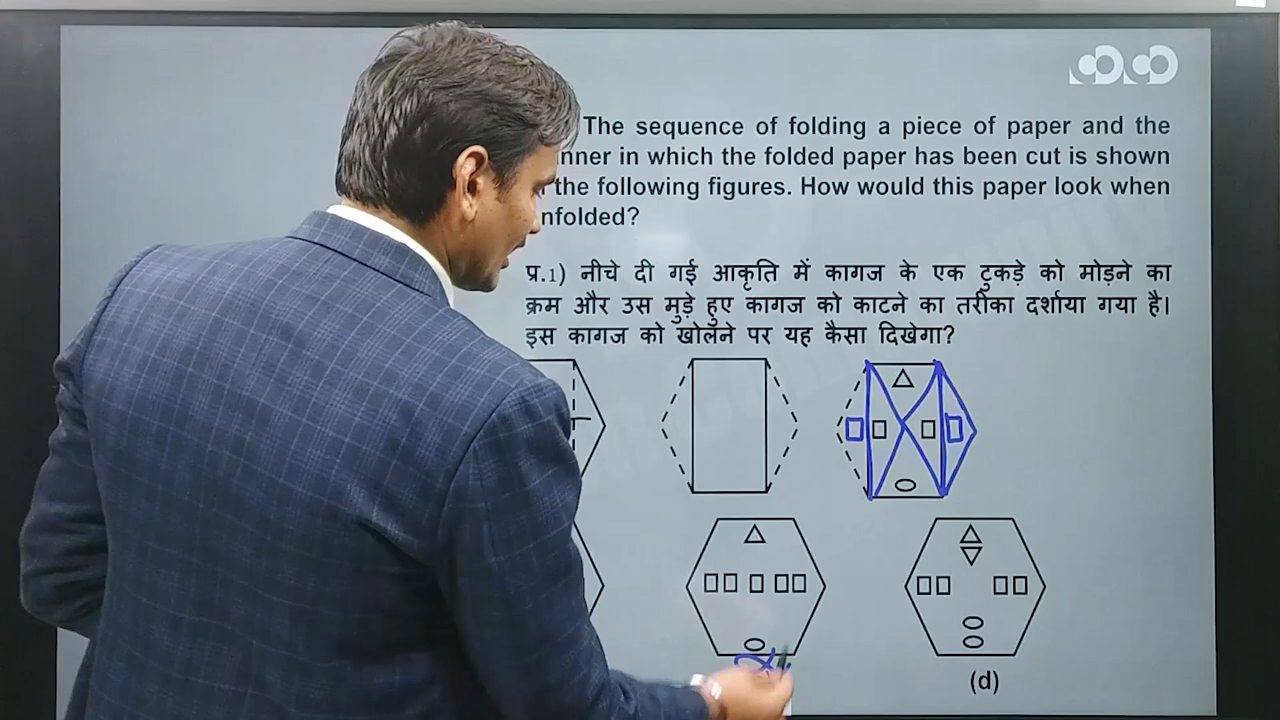 The sequence of folding a piece of paper and the
in which the folded paper has been cut is shown
the following figures. How would this paper look when
प्र.1) नीचे दी गई आकृति में कागज के एक टुकड़े को मोड़ने का
क्रम और उस मुड़े हुए कागज को काटने का तरीका दर्शाया गया है।
इस कागज को खोलने पर यह कैसा दिखेगा?
(d)